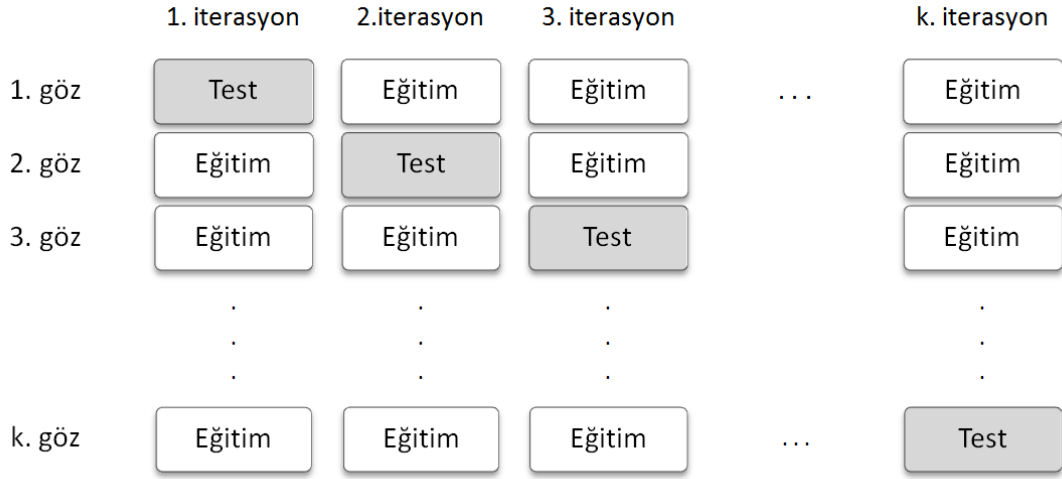 1. iterasyon 2.iterasyon 3. iterasyon k. iterasyon
1. göz Test Eğitim Eğitim . . . Eğitim
2. göz Eğitim Test Eğitim Eğitim
3. göz Eğitim Eğitim Test Eğitim
. . . .
. . . .
. . . .
k. göz Eğitim Eğitim Eğitim . . . Test